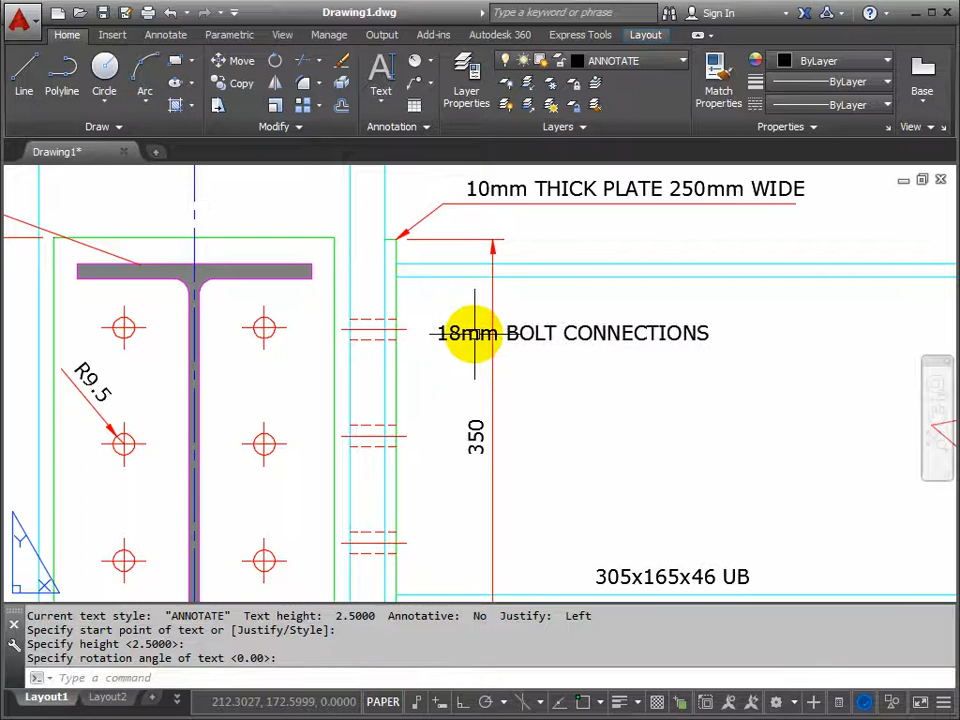 Drawing1.dwg
Type a keyword or phrase
Sign In
Home
Insert
Annotate
Parametric
View
Manage
Output
Add-ins
Autodesk 360
Express Tools
Layout
Line
Polyline
Circle
Arc
Move
Copy
Text
Layer
Properties
ANNOTATE
Match
Properties
ByLayer
ByLayer
ByLayer
Base
Draw
Modify
Annotation
Layers
Properties
View
Drawing1*
10mm THICK PLATE 250mm WIDE
18mm BOLT CONNECTIONS
R9.5
350
305x165x46 UB
Y
X
Current text style: "ANNOTATE" Text height: 2.5000 Annotative: No Justify: Left
Specify start point of text or [Justify/Style]:
Specify height <2.5000>:
Specify rotation angle of text <0.00>:
Type a command
Layout1
Layout2
212.3027, 172.5999, 0.0000
PAPER